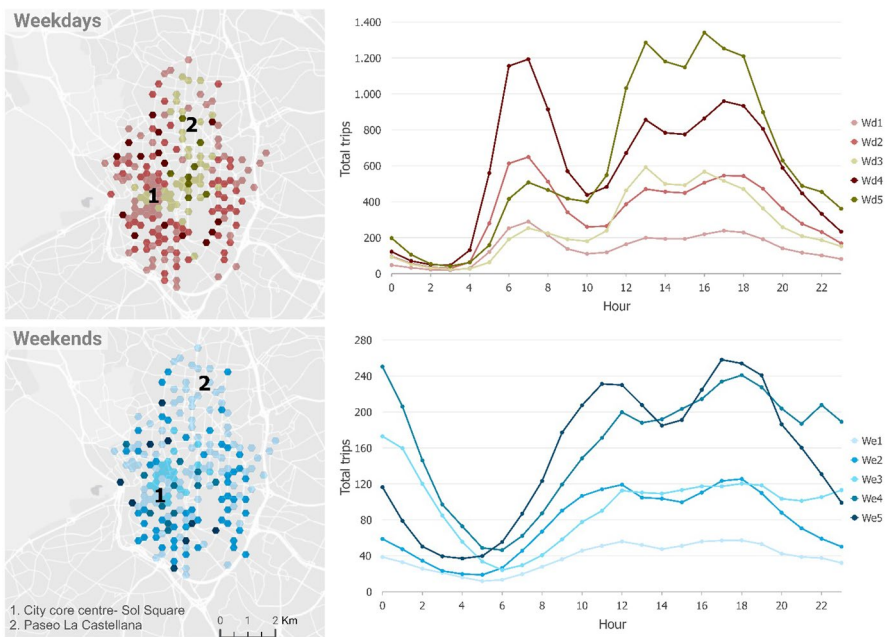 Weekdays
2
1
Total trips
1.400
1.200
1.000
800
600
400
200
0
0 2 4 6 8 10 12 14 16 18 20 22
Hour
Wd1
Wd2
Wd3
Wd4
Wd5
Weekends
2
1
1. City core centre- Sol Square
2. Paseo La Castellana
0 1 2 Km
Total trips
280
240
200
160
120
80
40
0
0 2 4 6 8 10 12 14 16 18 20 22
Hour
We1
We2
We3
We4
We5